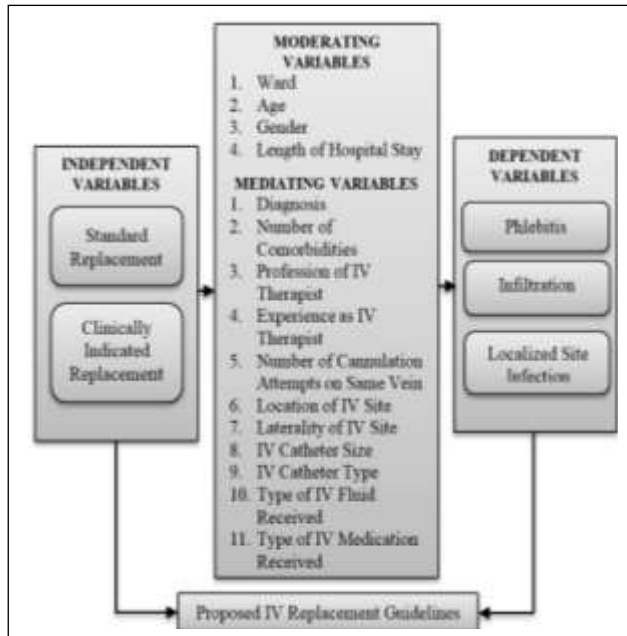 INDEPENDENT
VARIABLES
Standard
Replacement
Clinically
Indicated
Replacement
MODERATING
VARIABLES
1. Ward
2. Age
3. Gender
4. Length of Hospital Stay
MEDIATING VARIABLES
1. Diagnosis
2. Number of
Comorbidities
3. Profession of IV
Therapist
4. Experience as IV
Therapist
5. Number of Cannulation
Attempts on Same Vein
6. Location of IV Site
7. Laterality of IV Site
8. IV Catheter Size
9. IV Catheter Type
10. Type of IV Fluid
Received
11. Type of IV Medication
Received
DEPENDENT
VARIABLES
Phlebitis
Infiltration
Localized Site
Infection
Proposed IV Replacement Guidelines